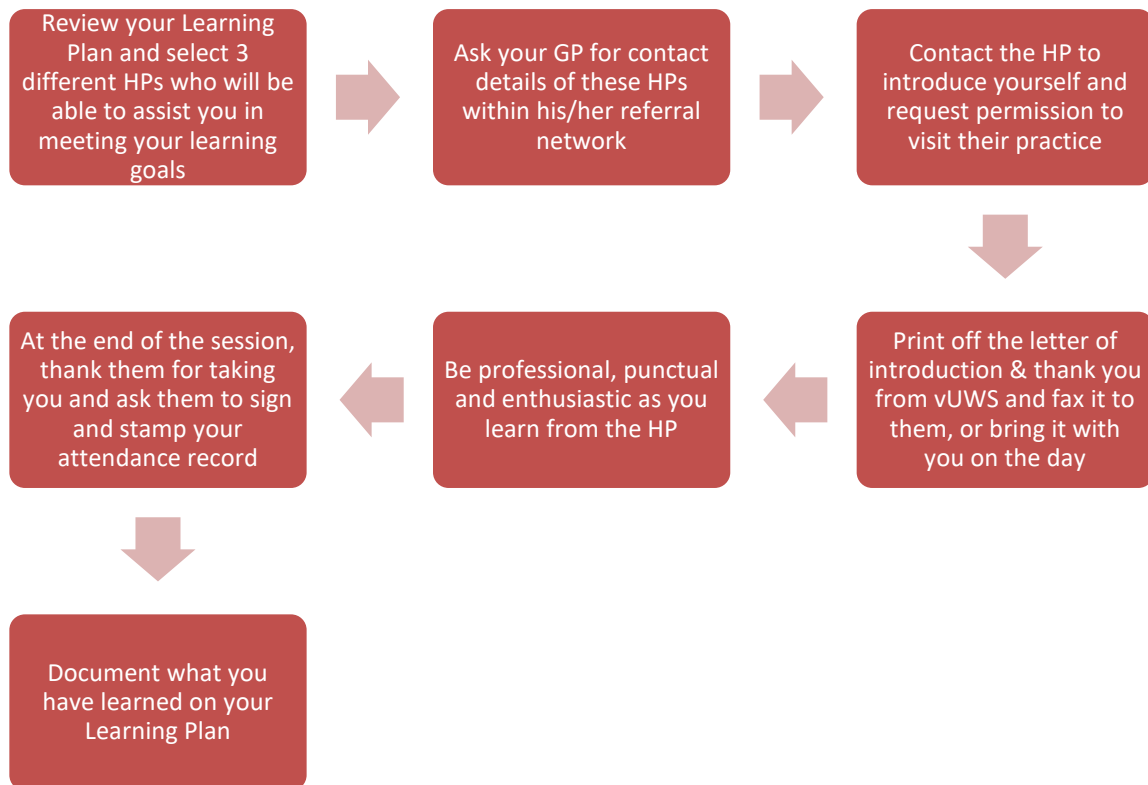 Review your Learning
Plan and select 3
different HPs who will be
able to assist you in
meeting your learning
goals
Ask your GP for contact
details of these HPs
within his/her referral
network
Contact the HP to
introduce yourself and
request permission to
visit their practice
Print off the letter of
introduction & thank you
from vUWS and fax it to
them, or bring it with
you on the day
Be professional, punctual
and enthusiastic as you
learn from the HP
At the end of the session,
thank them for taking
you and ask them to sign
and stamp your
attendance record
Document what you
have learned on your
Learning Plan